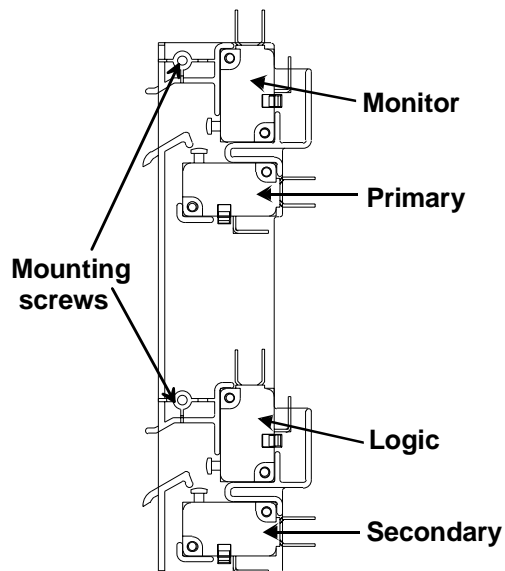 Monitor
Primary
Mounting
screws
Logic
Secondary